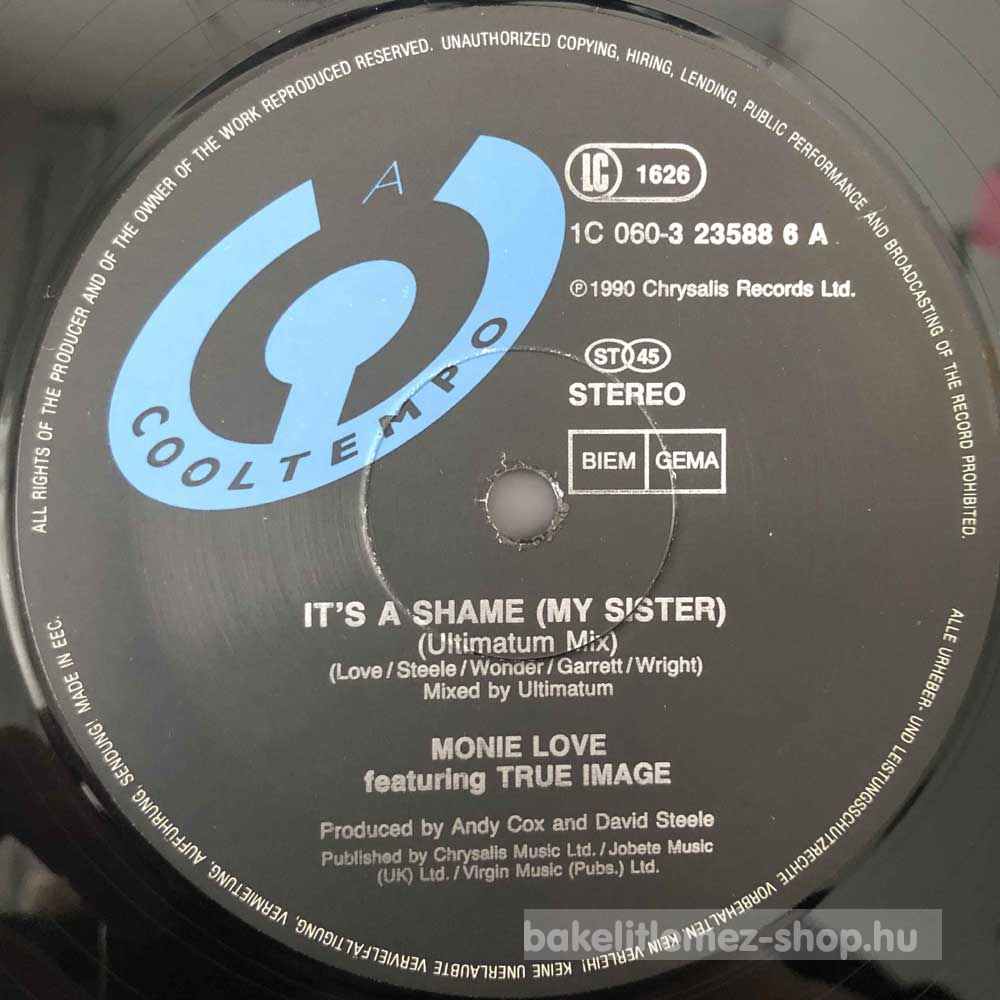 ALL RIGHTS OF THE PRODUCER AND OF THE OWNER OF THE WORK REPRODUCED RESERVED. UNAUTHORIZED COPYING, HIRING, LENDING, PUBLIC PERFORMANCE AND BROADCASTING OF THE RECORD PROHIBITED.
A
COOLTEMPO
LC 1626
1C 060-3 23588 6 A
℗ 1990 Chrysalis Records Ltd.
ST 45
STEREO
BIEM GEMA
IT'S A SHAME (MY SISTER)
(Ultimatum Mix)
(Love/Steele/Wonder/Garrett/Wright)
Mixed by Ultimatum
MONIE LOVE
featuring TRUE IMAGE
Produced by Andy Cox and David Steele
Published by Chrysalis Music Ltd./Jobete Music
(UK) Ltd./Virgin Music (Pubs.) Ltd.
ALLE URHEBER- UND LEISTUNGSSCHUTZRECHTE VORBEHALTEN. KEIN VERLEIH! KEINE UNERLAUBTE VERVIELFÄLTIGUNG, VERMIETUNG, AUFFÜHRUNG, SENDUNG! MADE IN EEC.
bakelitlemez-shop.hu